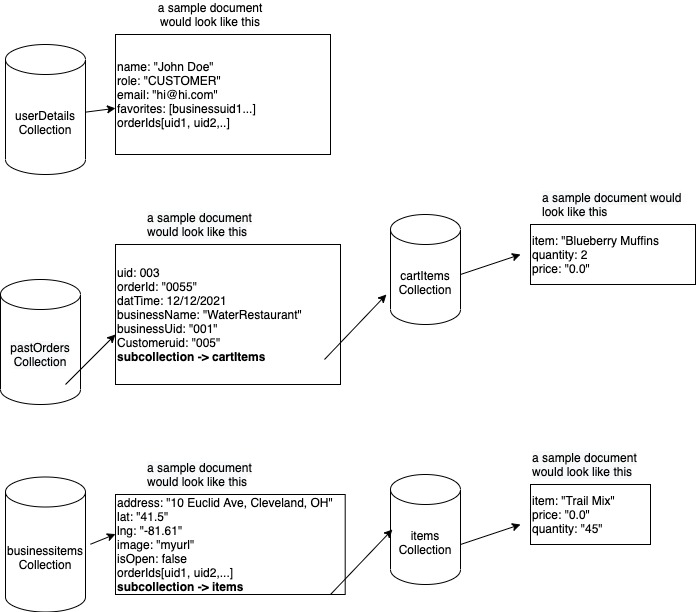 a sample document
would look like this
userDetails
Collection
name: "John Doe"
role: "CUSTOMER"
email: "hi@hi.com"
favorites: [businessuid1...]
orderIds[uid1, uid2,..]
a sample document
would look like this
pastOrders
Collection
uid: 003
orderId: "0055"
datTime: 12/12/2021
businessName: "WaterRestaurant"
businessUid: "001"
Customeruid: "005"
subcollection -> cartItems
cartItems
Collection
a sample document would
look like this
item: "Blueberry Muffins
quantity: 2
price: "0.0"
a sample document
would look like this
businessitems
Collection
address: "10 Euclid Ave, Cleveland, OH"
lat: "41.5"
lng: "-81.61"
image: "myurl"
isOpen: false
orderIds[uid1, uid2,...]
subcollection -> items
items
Collection
a sample document
would look like this
item: "Trail Mix"
price: "0.0"
quantity: "45"